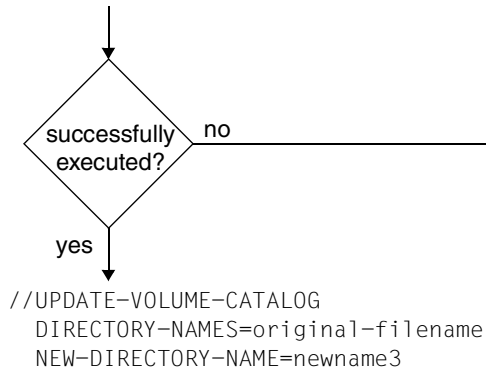 successfully
executed?
no
yes
//UPDATE-VOLUME-CATALOG
DIRECTORY-NAMES=original-filename
NEW-DIRECTORY-NAME=newname3